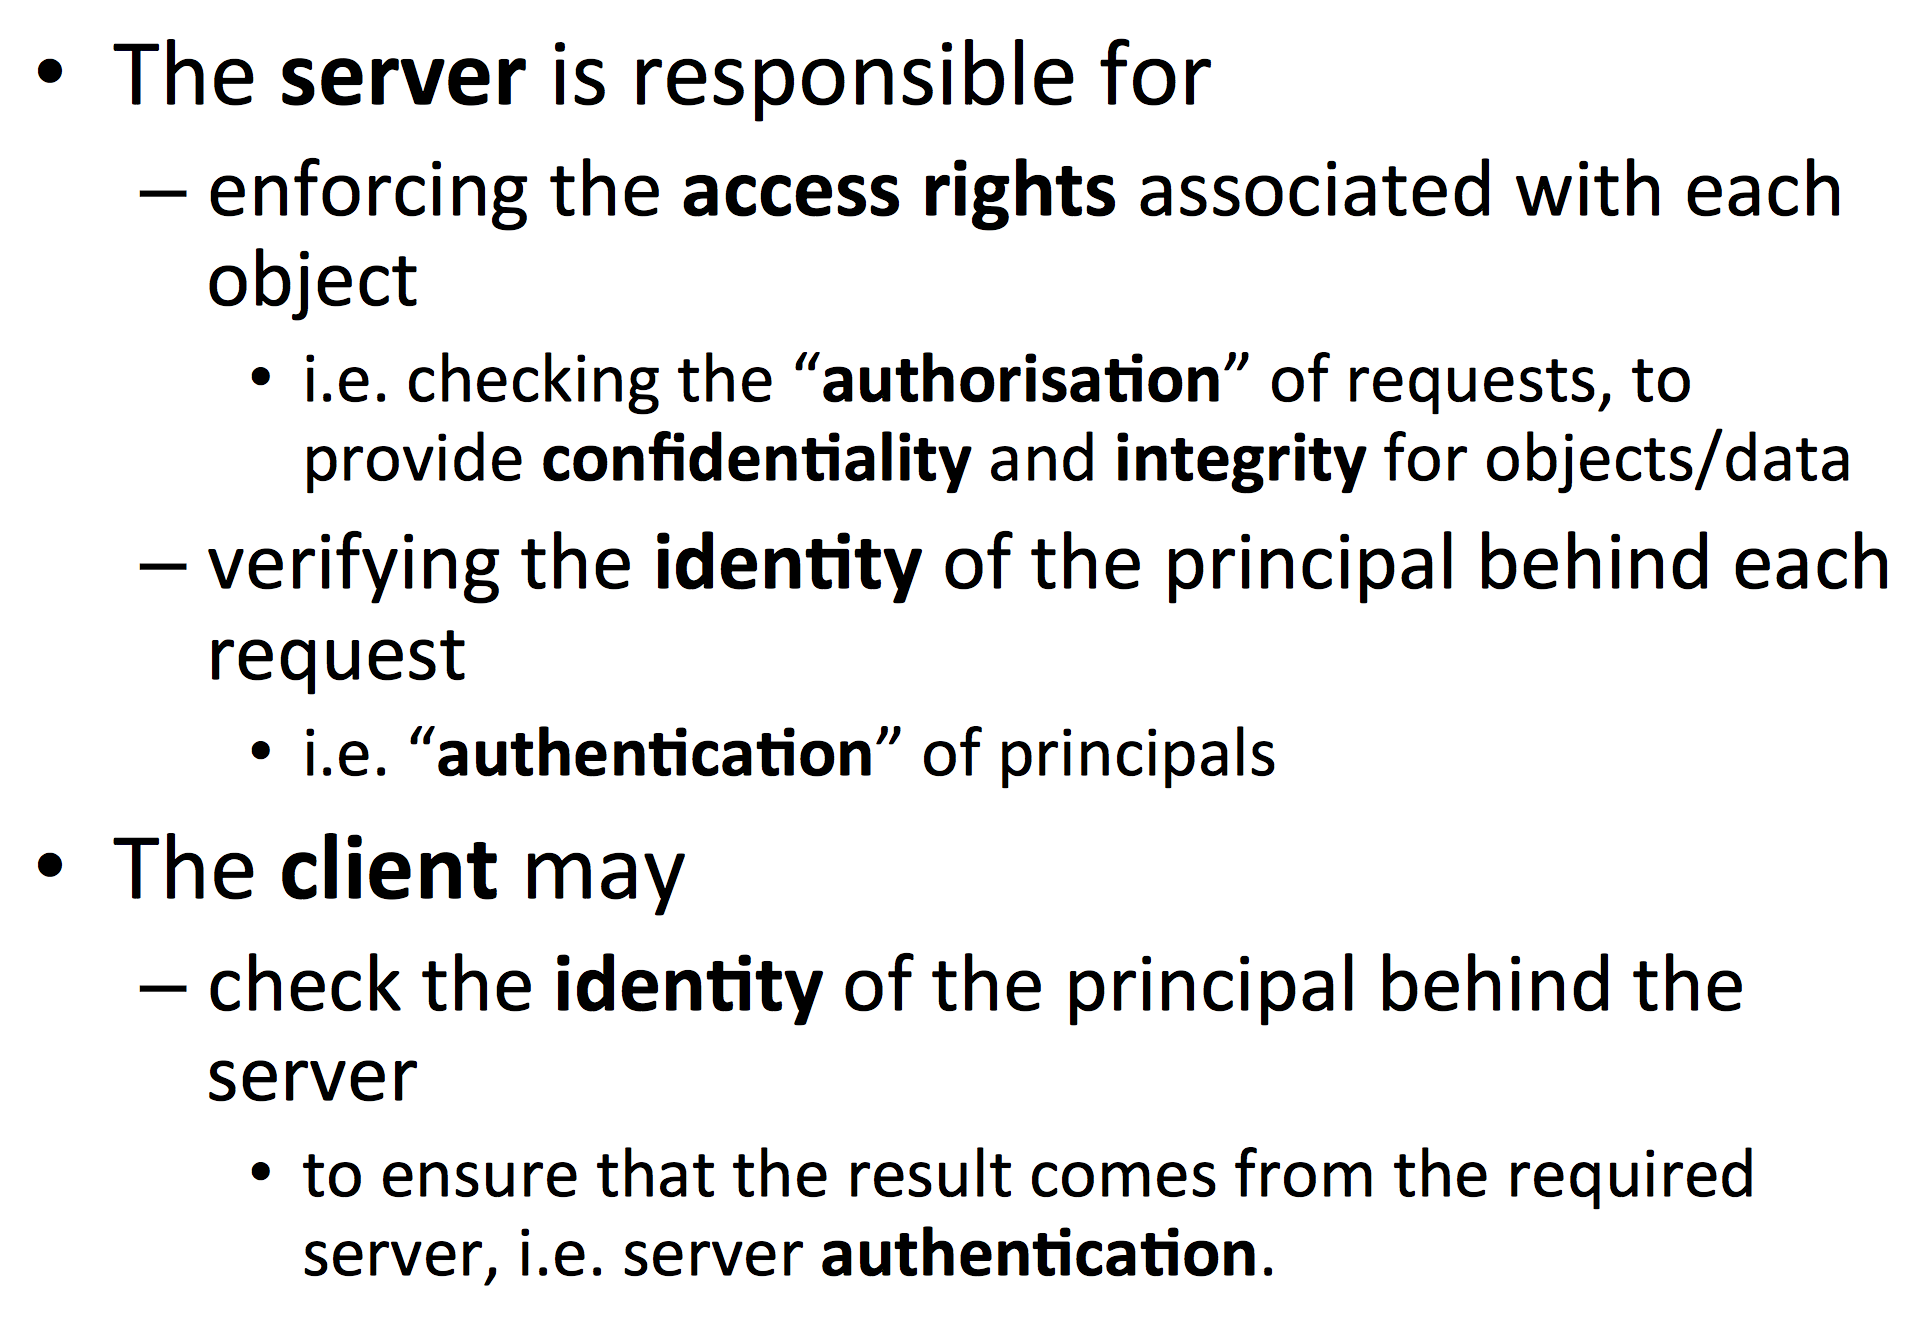 • The server is responsible for
– enforcing the access rights associated with each
object
• i.e. checking the “authorisation” of requests, to
provide confidentiality and integrity for objects/data
– verifying the identity of the principal behind each
request
• i.e. “authentication” of principals
• The client may
– check the identity of the principal behind the
server
• to ensure that the result comes from the required
server, i.e. server authentication.